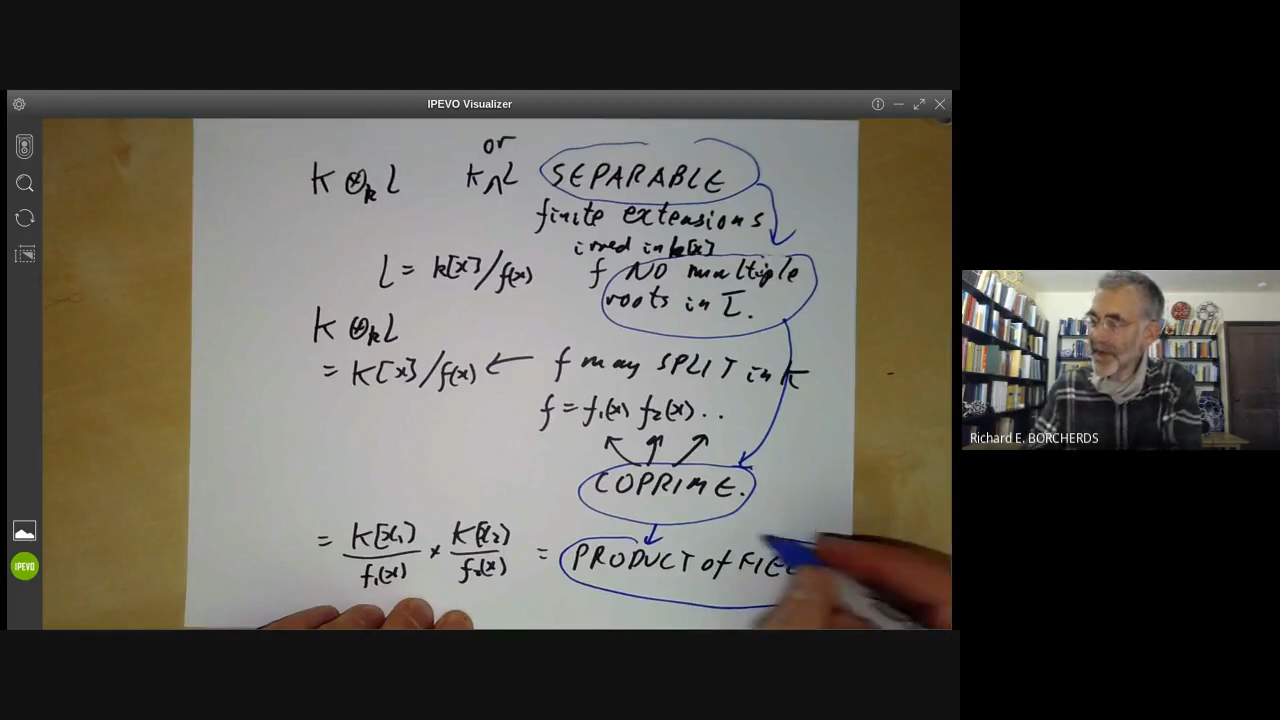 IPEVO Visualizer
or
K ⊗ₖ L K L SEPARABLE
finite extensions
irred in k[x]
L = k[x]/f(x) f NO multiple
roots in L̅.
K ⊗ₖ L
= K[x]/f(x) ← f may SPLIT in K
f = f₁(x) f₂(x) . .
COPRIME.
= K[x₁]/f₁(x) × K[x₂]/f₂(x) = PRODUCT of FIE
IPEVO
Richard E. BORCHERDS